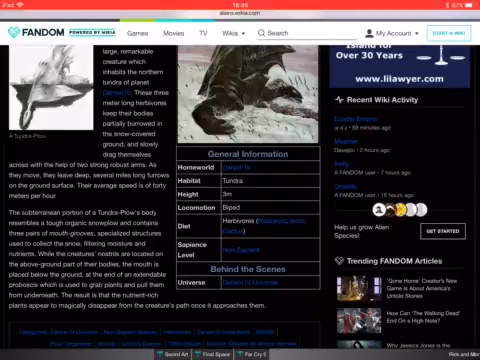 iPad
18:55
87%
aliens.wikia.com
FANDOM
POWERED BY WIKIA
Games
Movies
TV
Wikis
Search
My Account
START A WIKI
large, remarkable
creature which
inhabits the northern
tundra of planet
Darwin IV. These three
meter long herbivores
keep their bodies
partially burrowed in
the snow-covered
ground, and slowly
drag themselves
A Tundra-Plow.
across with the help of two strong robust arms. As
they move, they leave deep, several miles long furrows
on the ground surface. Their average speed is of forty
meters per hour
The subterranean portion of a Tundra-Plow's body
resembles a tough organic snowplow and contains
three pairs of mouth-grooves, specialized structures
used to collect the snow, filtering moisture and
nutrients. While the creatures' nostrils are located on
the above-ground part of their bodies, the mouth is
placed below the ground, at the end of an extendable
proboscis which is used to grab plants and pull them
from underneath. The result is that the nutrient-rich
plants appear to magically disappear from the creature's path once it approaches them.
General Information
Homeworld Darwin IV
Habitat Tundra
Height 3m
Locomotion Biped
Diet Herbivores
Sapience Level Non-Sapient
Behind the Scenes
Universe Darwin IV Universe
Categories: Darwin IV Universe Non-Sapient Species Herbivores Darwin IV Inhabitants
Island for
Over 30 Years
www.lilawyer.com
Recent Wiki Activity
59 minutes ago
2 hours ago
A FANDOM user • 7 hours ago
A FANDOM user • 16 hours ago
Help us grow Alien
Species!
GET STARTED
Trending FANDOM Articles
'Gone Home' Creator's New
Game Is About America's
Untold Stories
How Can 'The Walking Dead'
End On a High Note?
Why Jessica Jones is the
Sword Art
Final Space
Far Cry 5
Rick and Mor